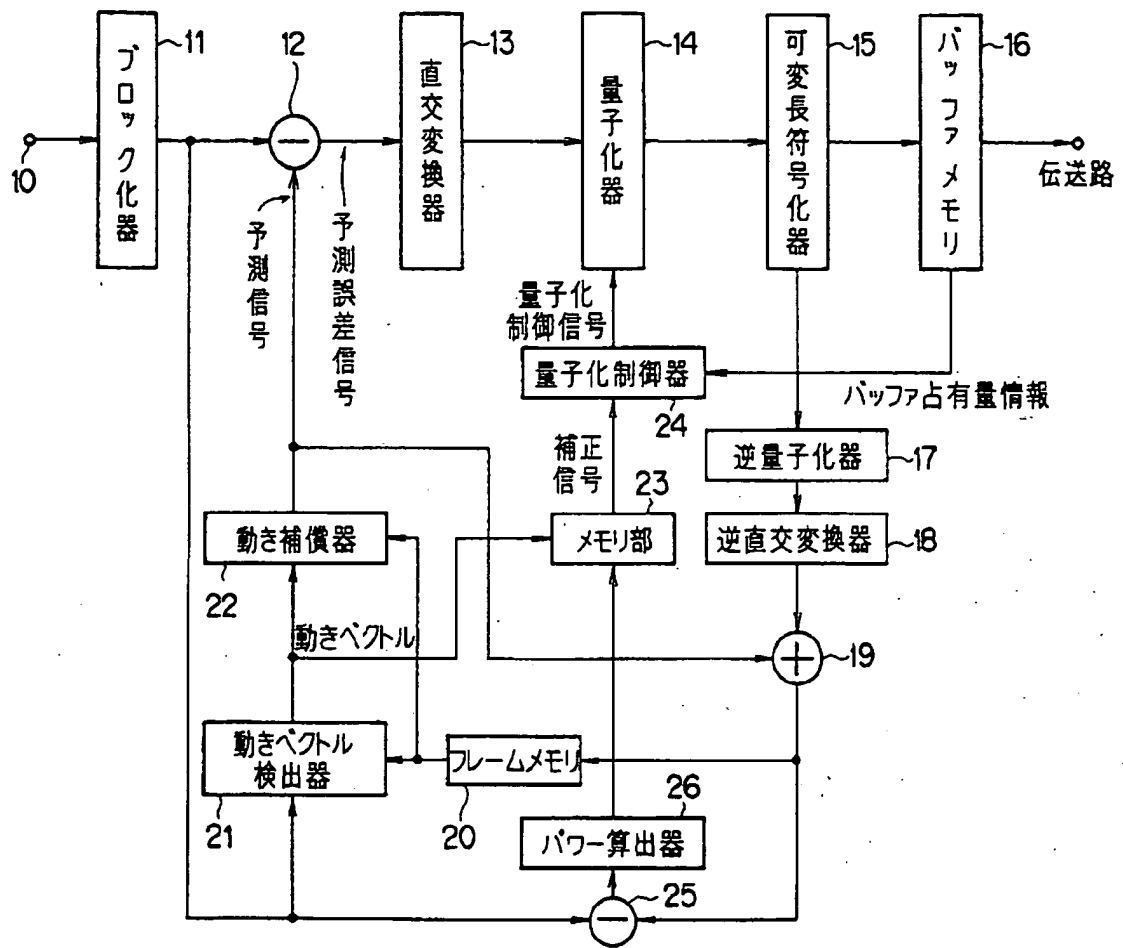 11
ブロック化器
10
12
予測信号
予測誤差信号
13
直交変換器
14
量子化器
15
可変長符号化器
16
バッファメモリ
伝送路
量子化
制御信号
量子化制御器
24
バッファ占有量情報
補正
信号
逆量子化器
17
23
メモリ部
逆直交変換器
18
動き補償器
22
動きベクトル
19
動きベクトル
検出器
21
フレームメモリ
20
26
パワー算出器
25